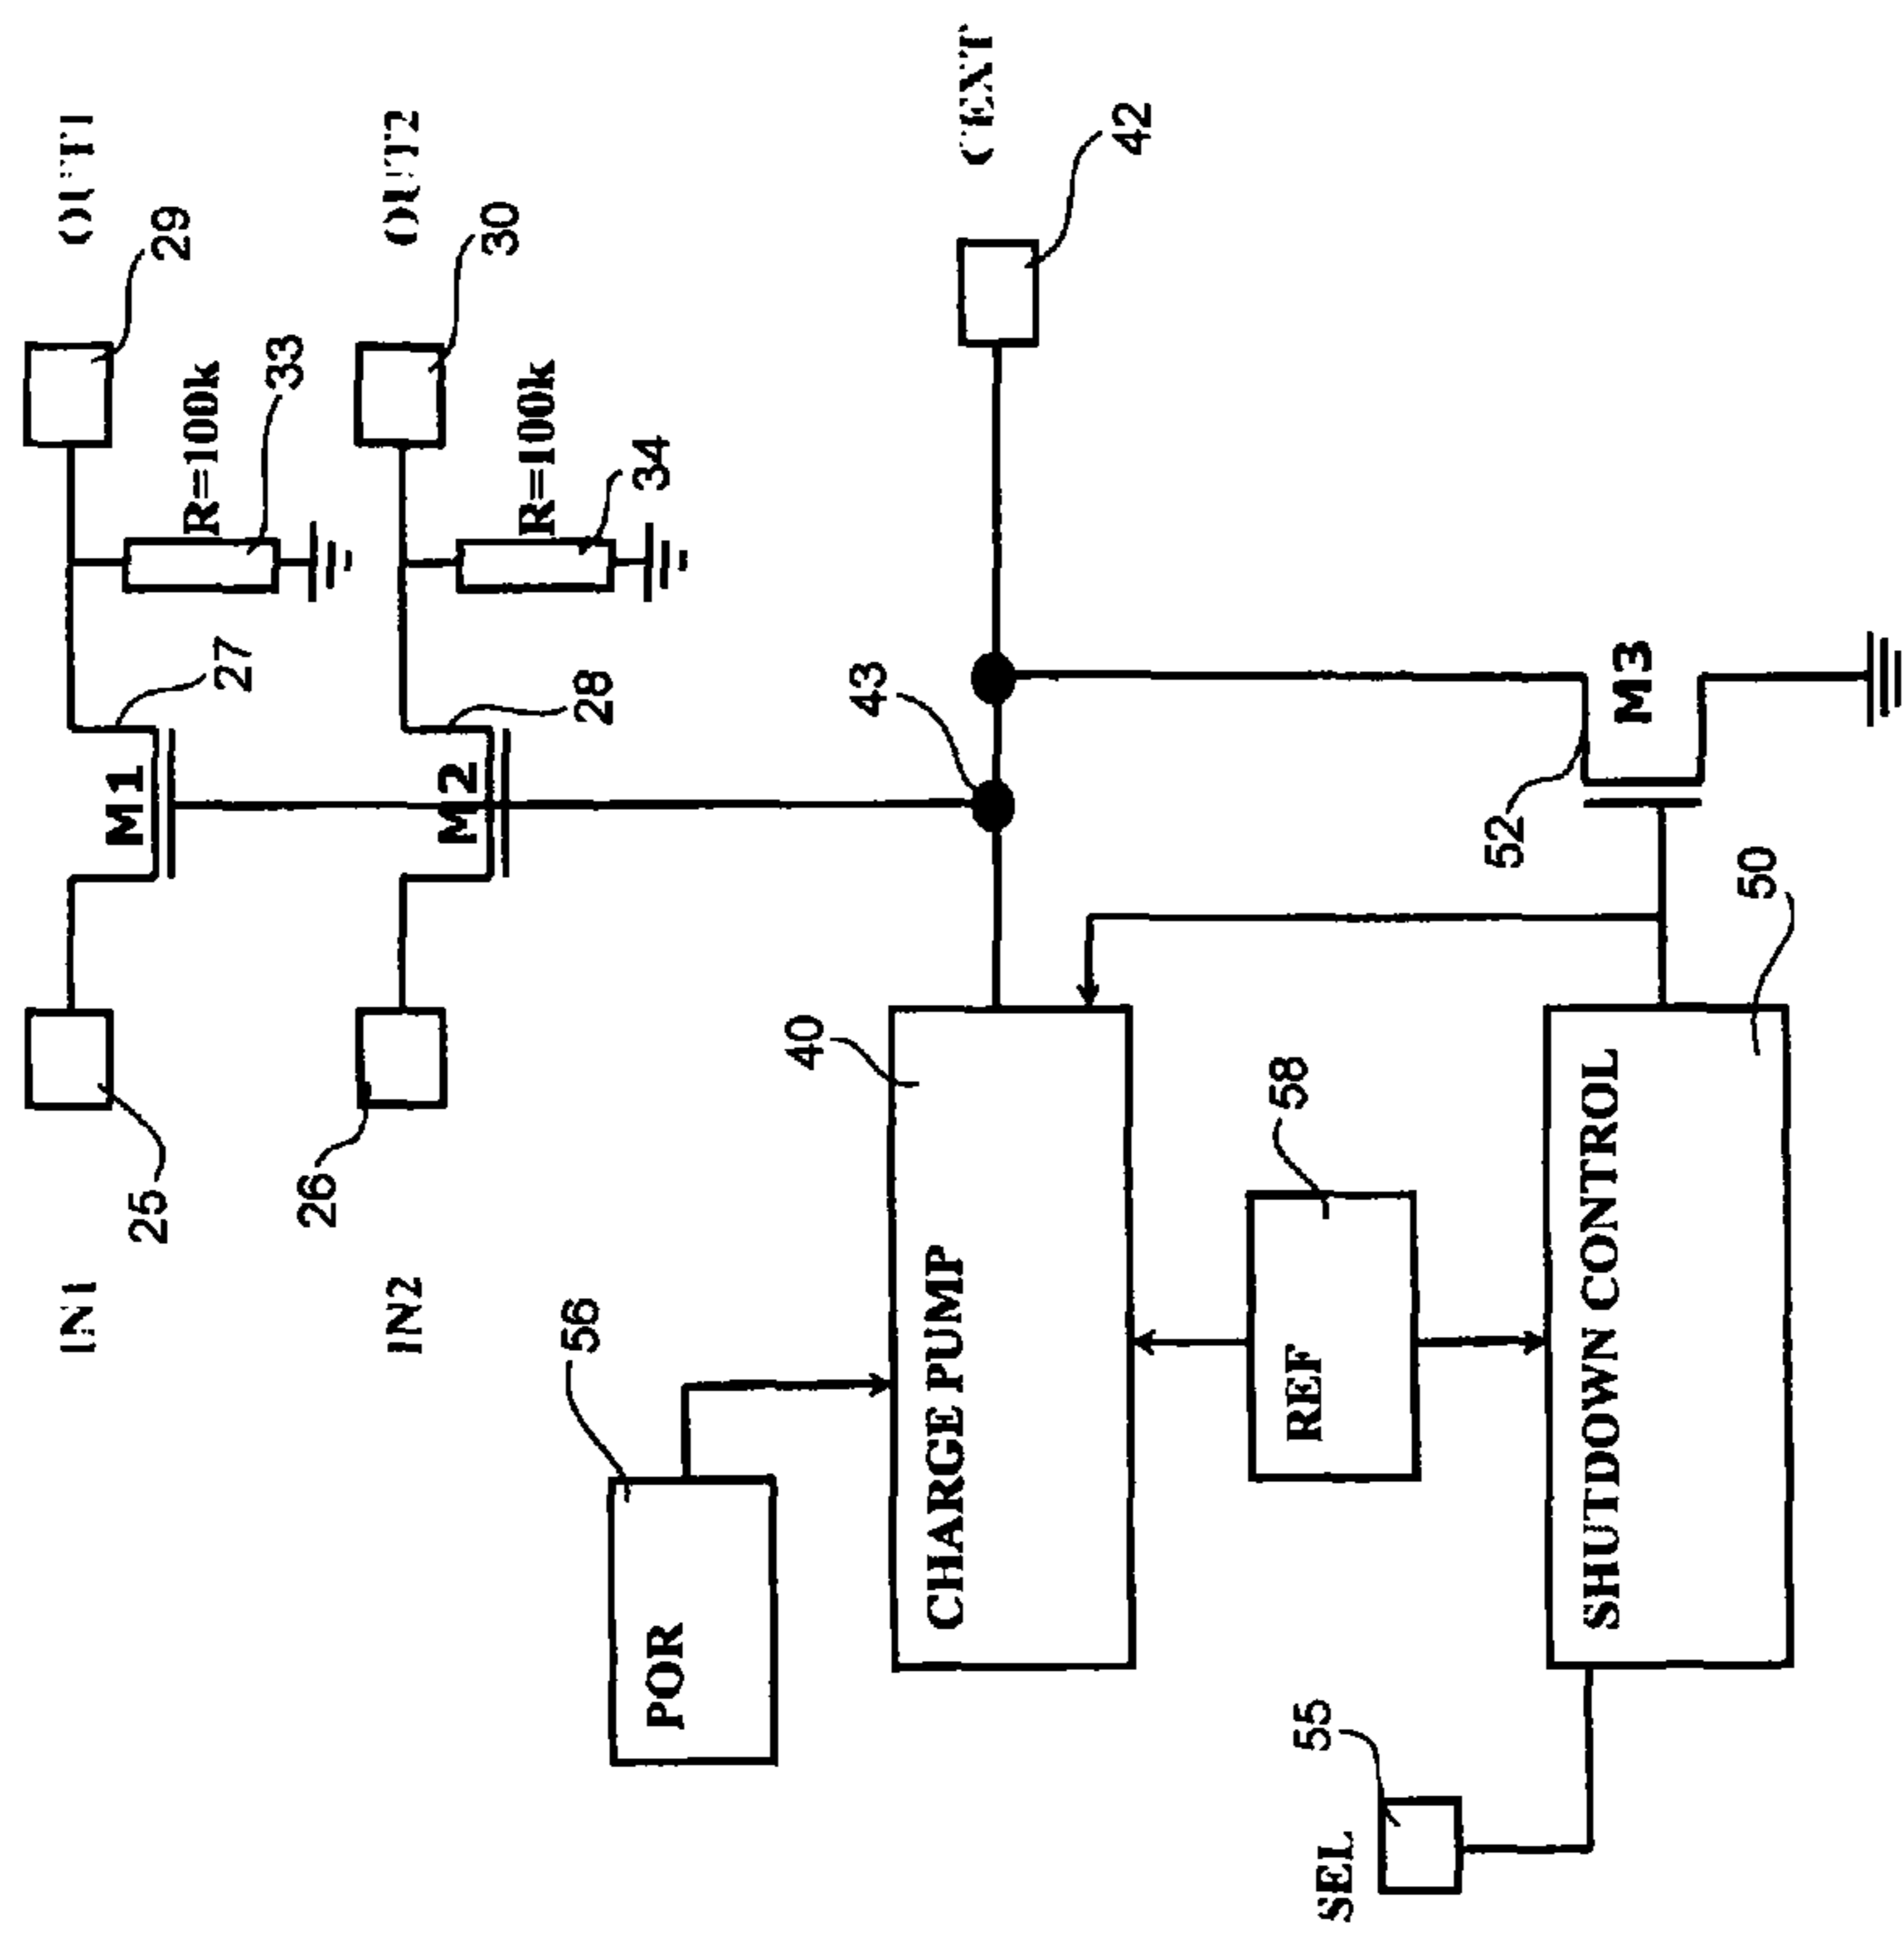 IN1
OUT1
M1
25
29
R=100k
27
33
26
IN2
OUT2
M2
30
R=100k
56
28
34
POR
40
43
CHARGE PUMP
CEXT
42
58
REF
55
SEL
52
SHUTDOWN CONTROL
M3
50